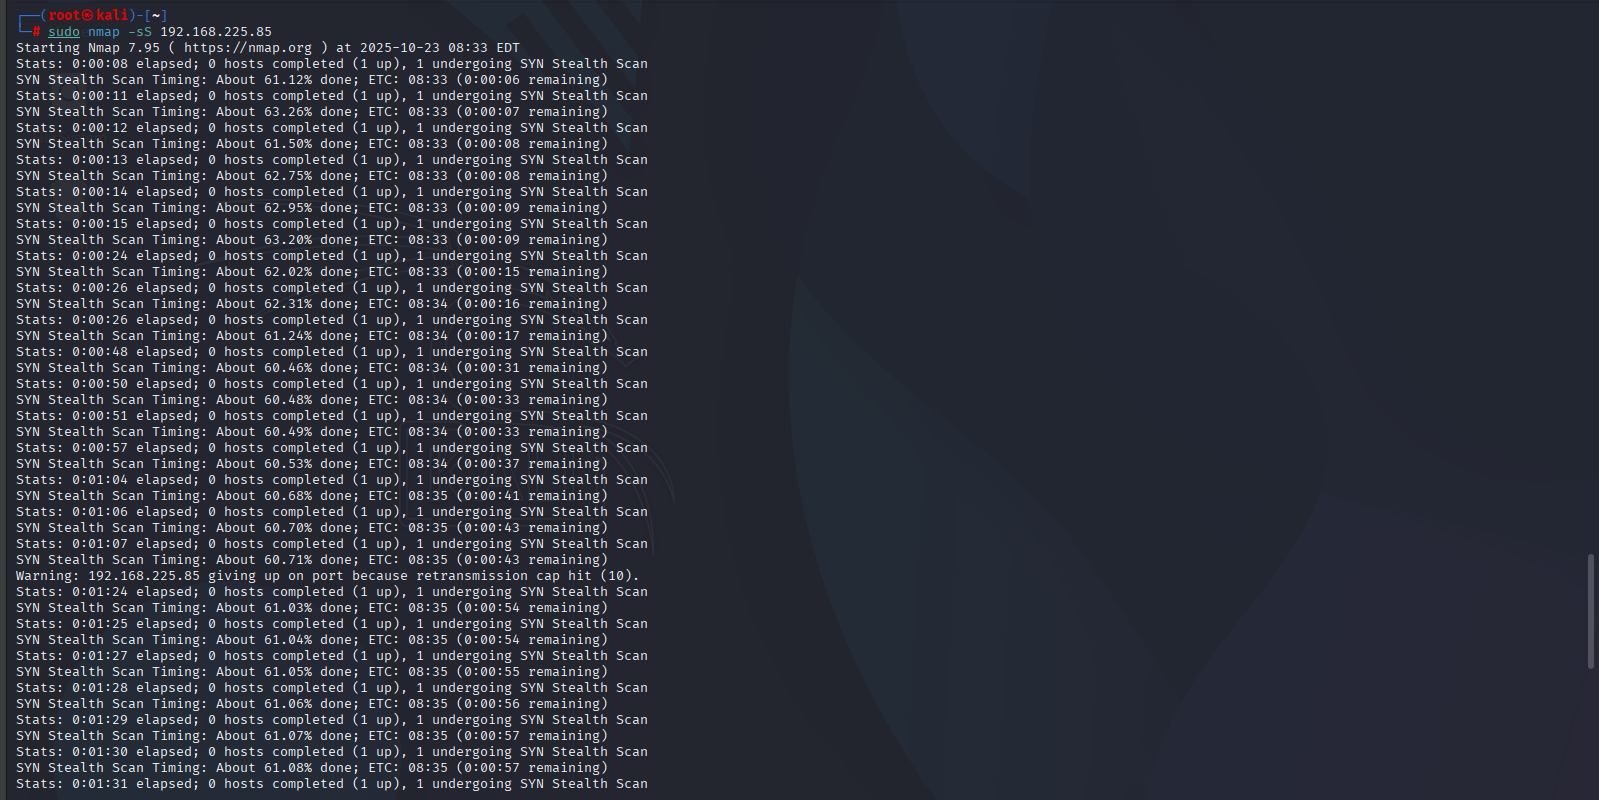 ┌──(root㉿kali)-[~]
└─# sudo nmap -sS 192.168.225.85
Starting Nmap 7.95 ( https://nmap.org ) at 2025-10-23 08:33 EDT
Stats: 0:00:08 elapsed; 0 hosts completed (1 up), 1 undergoing SYN Stealth Scan
SYN Stealth Scan Timing: About 61.12% done; ETC: 08:33 (0:00:06 remaining)
Stats: 0:00:11 elapsed; 0 hosts completed (1 up), 1 undergoing SYN Stealth Scan
SYN Stealth Scan Timing: About 63.26% done; ETC: 08:33 (0:00:07 remaining)
Stats: 0:00:12 elapsed; 0 hosts completed (1 up), 1 undergoing SYN Stealth Scan
SYN Stealth Scan Timing: About 61.50% done; ETC: 08:33 (0:00:08 remaining)
Stats: 0:00:13 elapsed; 0 hosts completed (1 up), 1 undergoing SYN Stealth Scan
SYN Stealth Scan Timing: About 62.75% done; ETC: 08:33 (0:00:08 remaining)
Stats: 0:00:14 elapsed; 0 hosts completed (1 up), 1 undergoing SYN Stealth Scan
SYN Stealth Scan Timing: About 62.95% done; ETC: 08:33 (0:00:09 remaining)
Stats: 0:00:15 elapsed; 0 hosts completed (1 up), 1 undergoing SYN Stealth Scan
SYN Stealth Scan Timing: About 63.20% done; ETC: 08:33 (0:00:09 remaining)
Stats: 0:00:24 elapsed; 0 hosts completed (1 up), 1 undergoing SYN Stealth Scan
SYN Stealth Scan Timing: About 62.02% done; ETC: 08:33 (0:00:15 remaining)
Stats: 0:00:26 elapsed; 0 hosts completed (1 up), 1 undergoing SYN Stealth Scan
SYN Stealth Scan Timing: About 62.31% done; ETC: 08:34 (0:00:16 remaining)
Stats: 0:00:26 elapsed; 0 hosts completed (1 up), 1 undergoing SYN Stealth Scan
SYN Stealth Scan Timing: About 61.24% done; ETC: 08:34 (0:00:17 remaining)
Stats: 0:00:48 elapsed; 0 hosts completed (1 up), 1 undergoing SYN Stealth Scan
SYN Stealth Scan Timing: About 60.46% done; ETC: 08:34 (0:00:31 remaining)
Stats: 0:00:50 elapsed; 0 hosts completed (1 up), 1 undergoing SYN Stealth Scan
SYN Stealth Scan Timing: About 60.48% done; ETC: 08:34 (0:00:33 remaining)
Stats: 0:00:51 elapsed; 0 hosts completed (1 up), 1 undergoing SYN Stealth Scan
SYN Stealth Scan Timing: About 60.49% done; ETC: 08:34 (0:00:33 remaining)
Stats: 0:00:57 elapsed; 0 hosts completed (1 up), 1 undergoing SYN Stealth Scan
SYN Stealth Scan Timing: About 60.53% done; ETC: 08:34 (0:00:37 remaining)
Stats: 0:01:04 elapsed; 0 hosts completed (1 up), 1 undergoing SYN Stealth Scan
SYN Stealth Scan Timing: About 60.68% done; ETC: 08:35 (0:00:41 remaining)
Stats: 0:01:06 elapsed; 0 hosts completed (1 up), 1 undergoing SYN Stealth Scan
SYN Stealth Scan Timing: About 60.70% done; ETC: 08:35 (0:00:43 remaining)
Stats: 0:01:07 elapsed; 0 hosts completed (1 up), 1 undergoing SYN Stealth Scan
SYN Stealth Scan Timing: About 60.71% done; ETC: 08:35 (0:00:43 remaining)
Warning: 192.168.225.85 giving up on port because retransmission cap hit (10).
Stats: 0:01:24 elapsed; 0 hosts completed (1 up), 1 undergoing SYN Stealth Scan
SYN Stealth Scan Timing: About 61.03% done; ETC: 08:35 (0:00:54 remaining)
Stats: 0:01:25 elapsed; 0 hosts completed (1 up), 1 undergoing SYN Stealth Scan
SYN Stealth Scan Timing: About 61.04% done; ETC: 08:35 (0:00:54 remaining)
Stats: 0:01:27 elapsed; 0 hosts completed (1 up), 1 undergoing SYN Stealth Scan
SYN Stealth Scan Timing: About 61.05% done; ETC: 08:35 (0:00:55 remaining)
Stats: 0:01:28 elapsed; 0 hosts completed (1 up), 1 undergoing SYN Stealth Scan
SYN Stealth Scan Timing: About 61.06% done; ETC: 08:35 (0:00:56 remaining)
Stats: 0:01:29 elapsed; 0 hosts completed (1 up), 1 undergoing SYN Stealth Scan
SYN Stealth Scan Timing: About 61.07% done; ETC: 08:35 (0:00:57 remaining)
Stats: 0:01:30 elapsed; 0 hosts completed (1 up), 1 undergoing SYN Stealth Scan
SYN Stealth Scan Timing: About 61.08% done; ETC: 08:35 (0:00:57 remaining)
Stats: 0:01:31 elapsed; 0 hosts completed (1 up), 1 undergoing SYN Stealth Scan